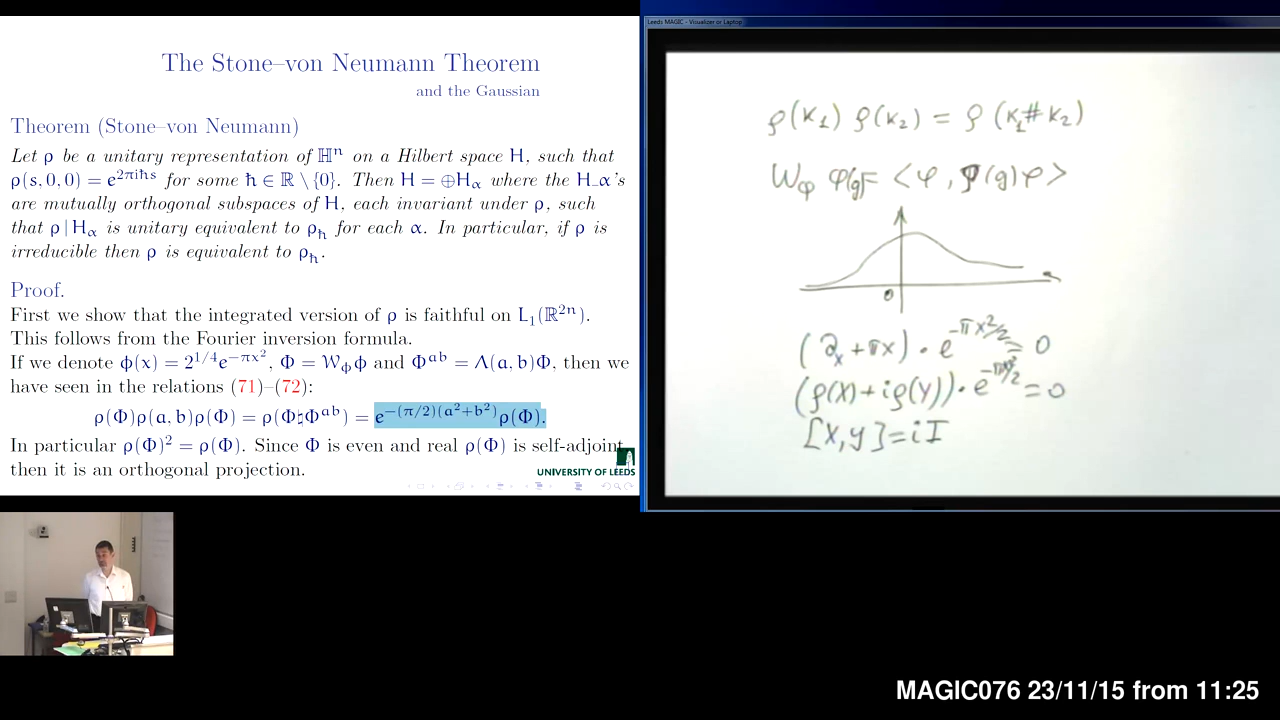 The Stone–von Neumann Theorem
and the Gaussian
Theorem (Stone–von Neumann)
Let ρ be a unitary representation of ℍⁿ on a Hilbert space H, such that
ρ(s, 0, 0) = e^{2πiħs} for some ħ ∈ ℝ \ {0}. Then H = ⊕H_α where the H_α's
are mutually orthogonal subspaces of H, each invariant under ρ, such
that ρ | H_α is unitary equivalent to ρ_ħ for each α. In particular, if ρ is
irreducible then ρ is equivalent to ρ_ħ.
Proof.
First we show that the integrated version of ρ is faithful on L₁(ℝ²ⁿ).
This follows from the Fourier inversion formula.
If we denote ϕ(x) = 2^{1/4}e^{−πx²}, Φ = 𝒲_ϕϕ and Φ^{ab} = Λ(a, b)Φ, then we
have seen in the relations (71)–(72):
ρ(Φ)ρ(a, b)ρ(Φ) = ρ(Φ♮Φ^{ab}) = e^{−(π/2)(a²+b²)}ρ(Φ).
In particular ρ(Φ)² = ρ(Φ). Since Φ is even and real ρ(Φ) is self-adjoint,
then it is an orthogonal projection.
UNIVERSITY OF LEEDS
Leeds MAGIC - Visualizer or Laptop
ρ(K₁) ρ(K₂) = ρ (K₁#K₂)
W_φ φ(g)= <φ, ρ(g)φ>
0
(∂ₓ+πx) · e^{−πx²/2} = 0
(ρ(X)+iρ(Y)) · e^{−πx²/2} = 0
[X,Y]=iI
MAGIC076 23/11/15 from 11:25